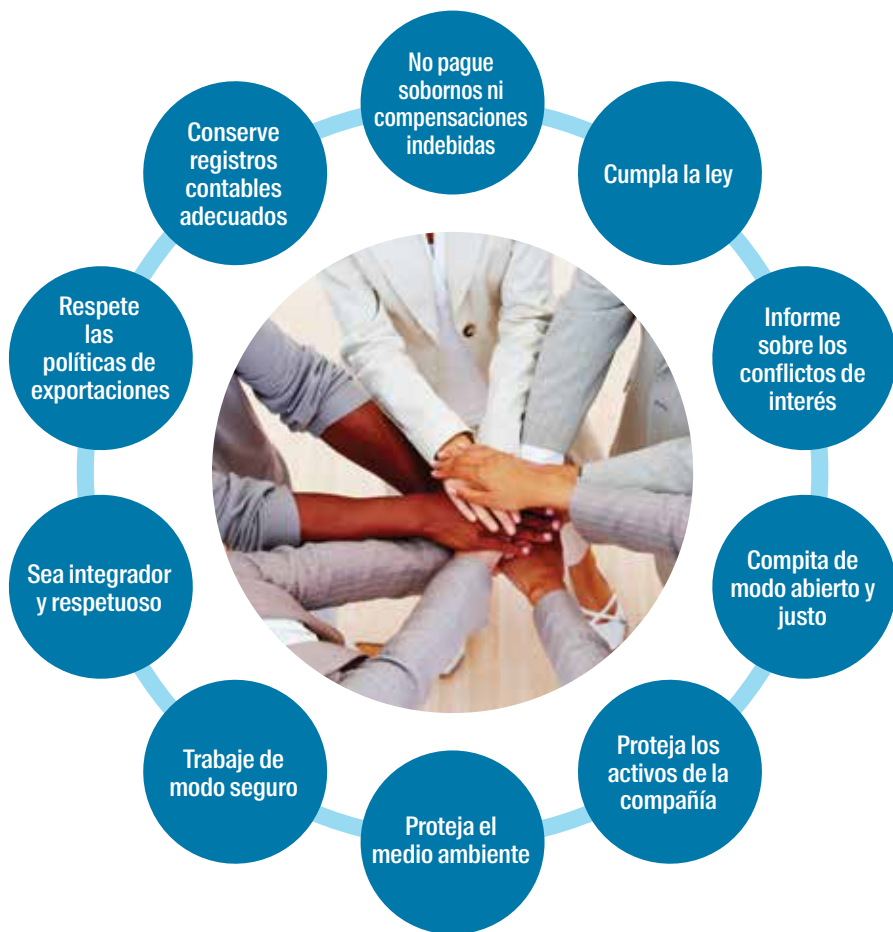 No pague
sobornos ni
compensaciones
indebidas
Cumpla la ley
Informe
sobre los
conflictos de
interés
Compita de
modo abierto y
justo
Proteja los
activos de la
compañía
Proteja el
medio ambiente
Trabaje de
modo seguro
Sea integrador
y respetuoso
Respete
las
políticas de
exportaciones
Conserve
registros
contables
adecuados